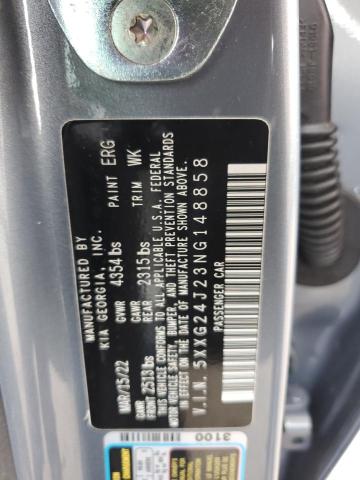 MANUFACTURED BY
KIA GEORGIA, INC.
PAINT ERG
TRIM WK
MAR/15/22
GVWR 4354 lbs
GAWR FRONT 2513 lbs
GAWR REAR 2315 lbs
THIS VEHICLE CONFORMS TO ALL APPLICABLE U.S.A. FEDERAL
MOTOR VEHICLE SAFETY, BUMPER, AND THEFT PREVENTION STANDARDS
IN EFFECT ON THE DATE OF MANUFACTURE SHOWN ABOVE.
V.I.N. 5XXG24J23NG148858
PASSENGER CAR
3100